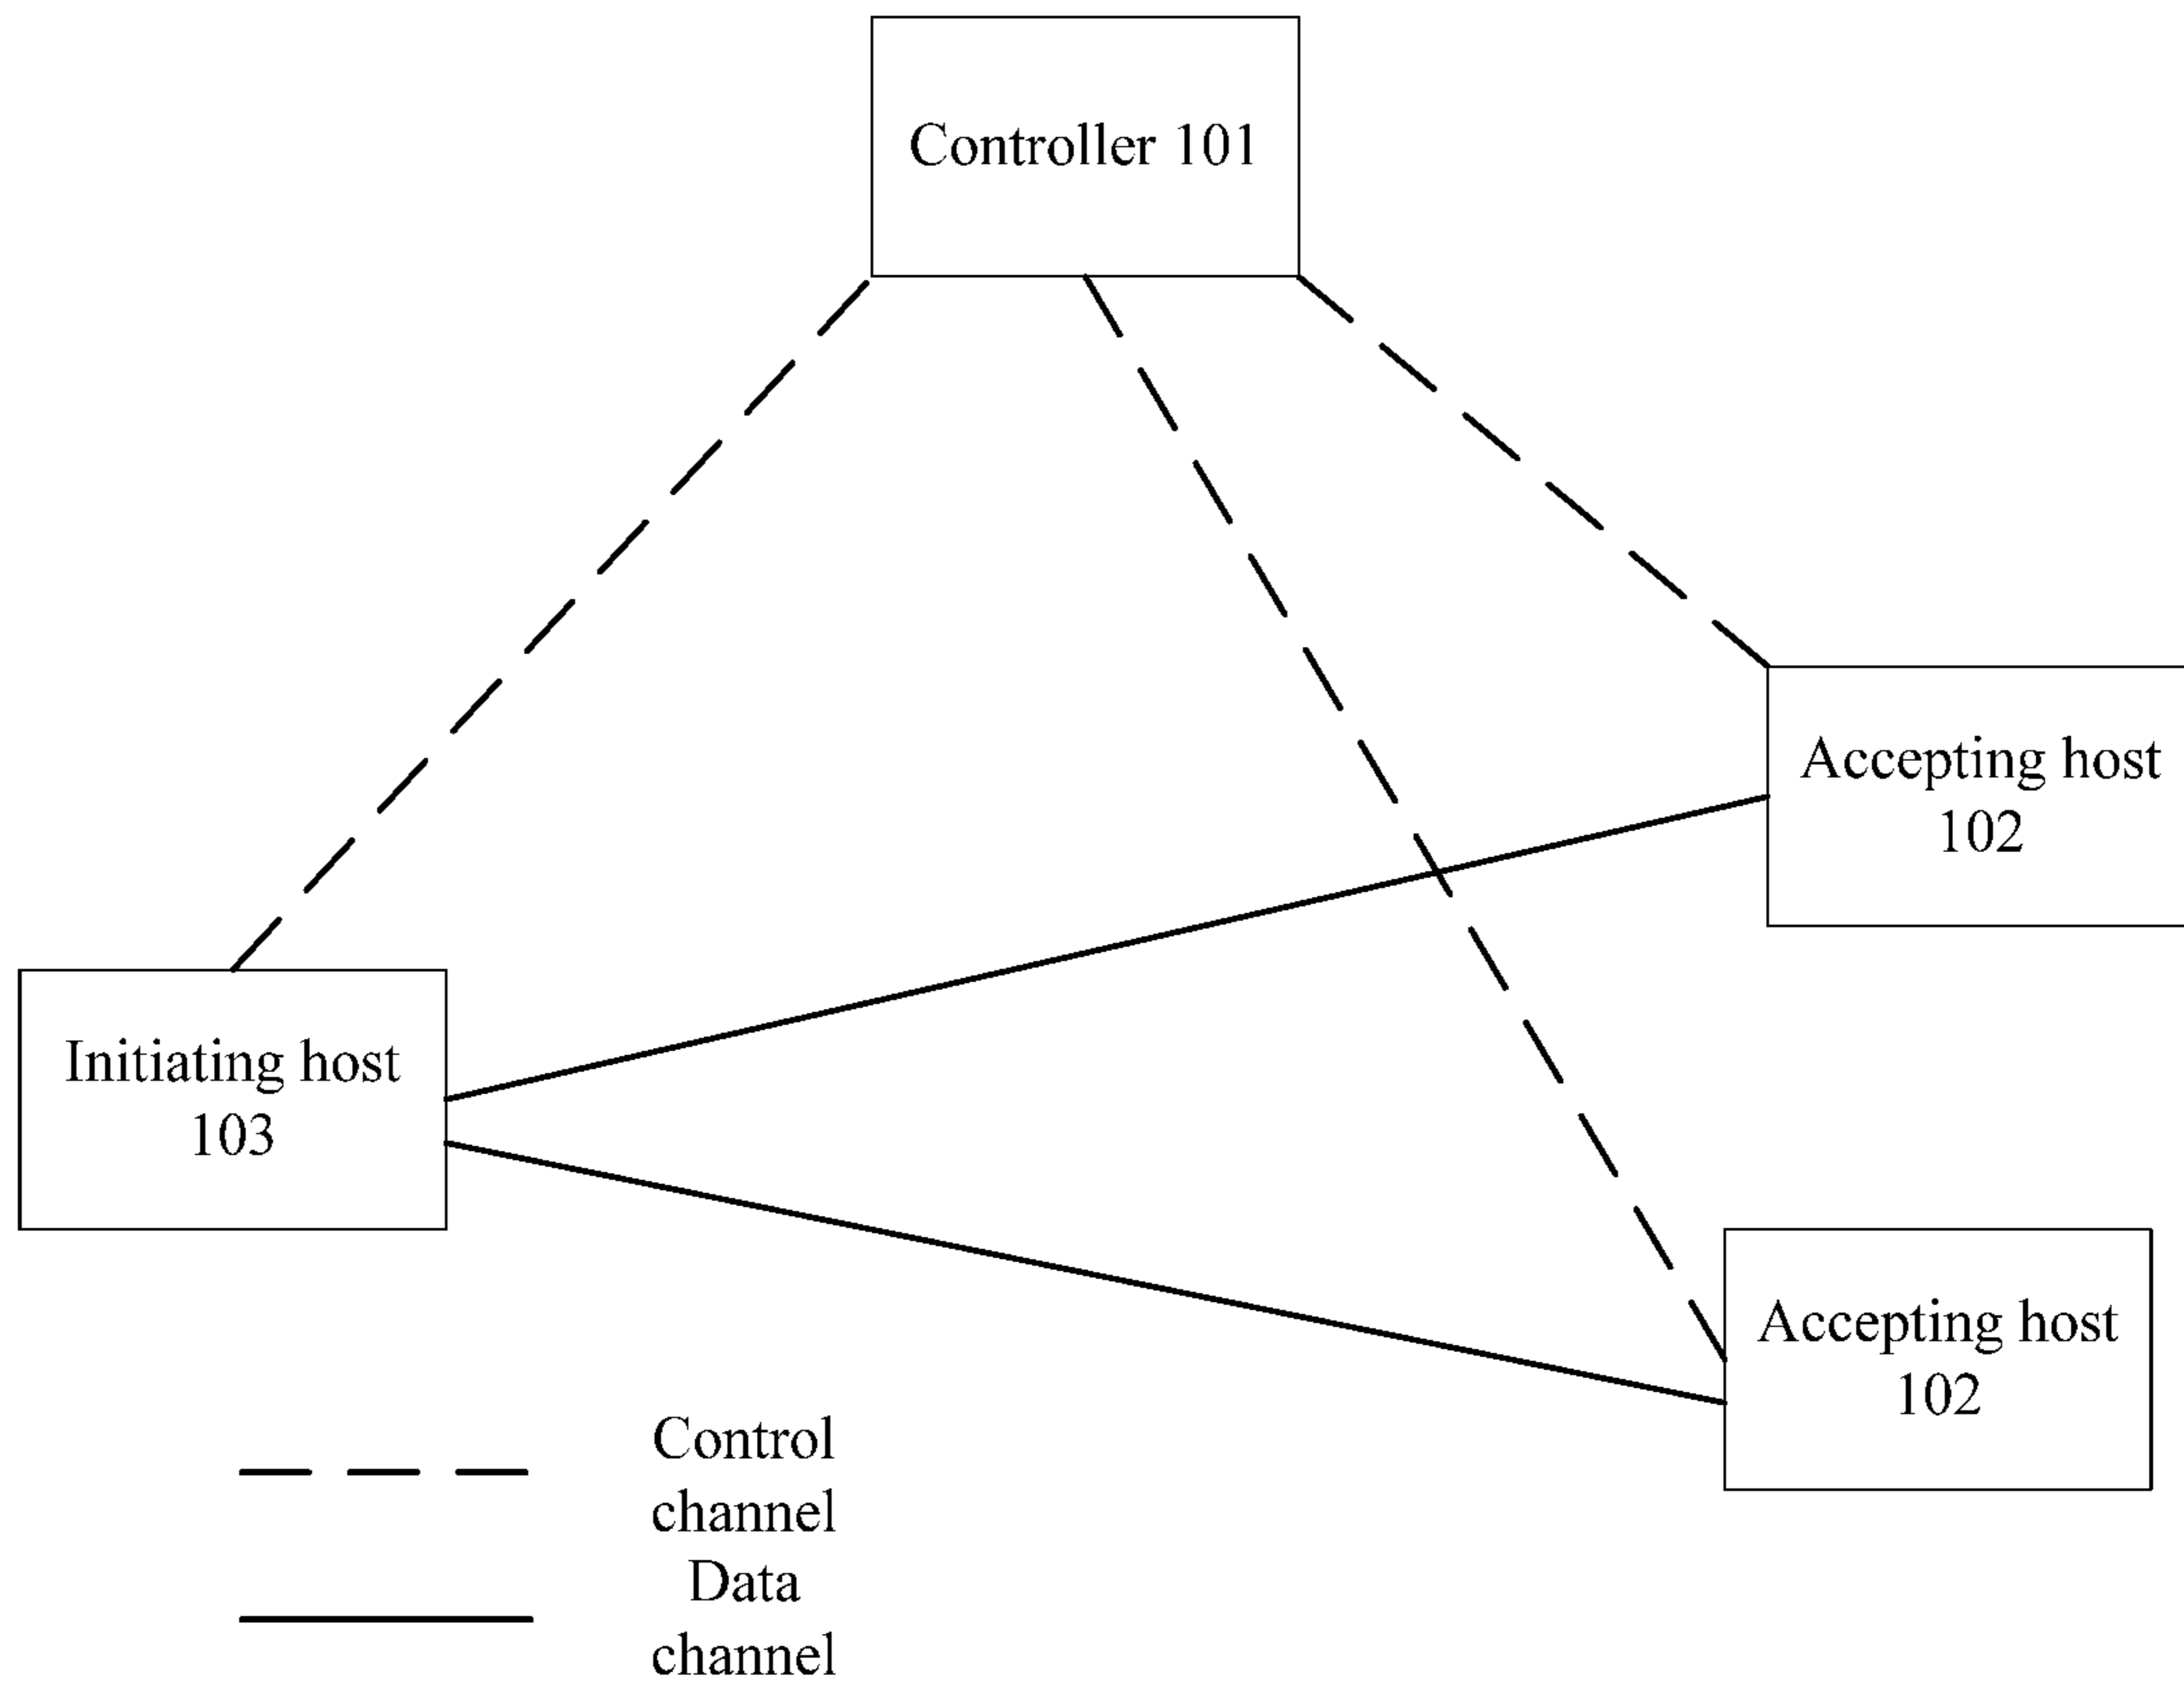 Controller 101
Accepting host
102
Initiating host
103
Accepting host
102
Control
channel
Data
channel